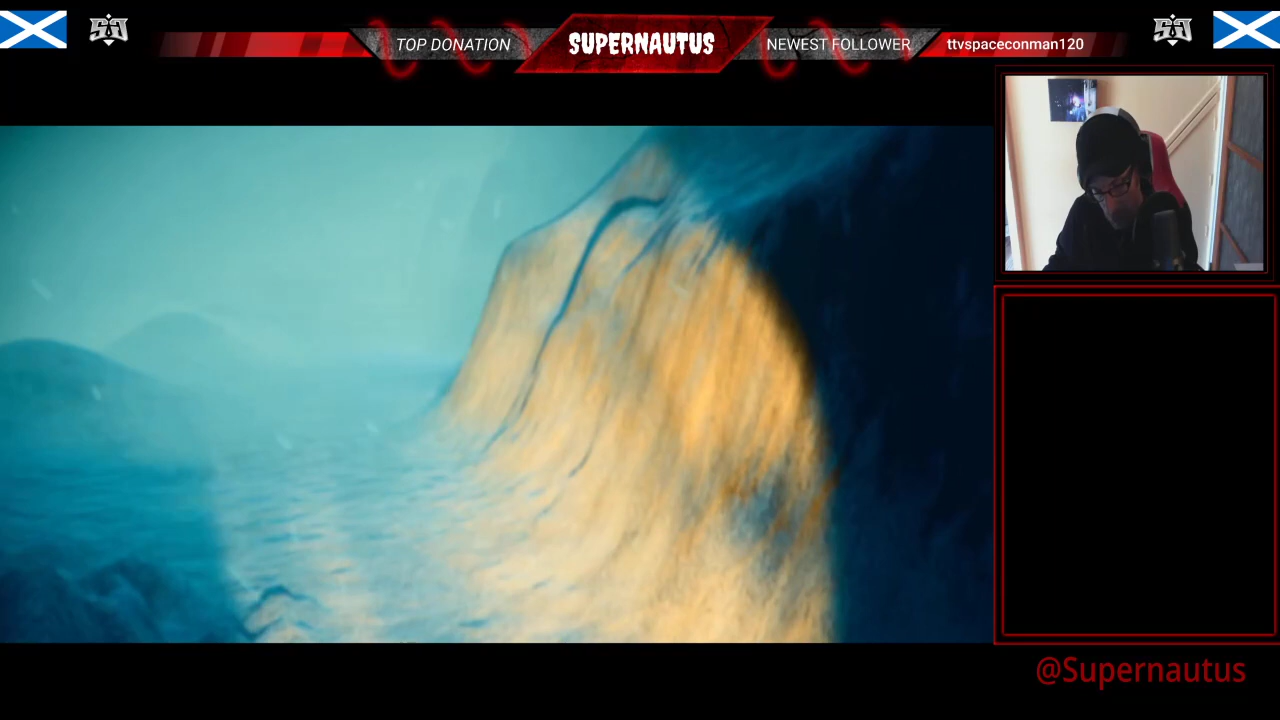 TOP DONATION
SUPERNAUTUS
NEWEST FOLLOWER
ttvspaceconman120
@Supernautus